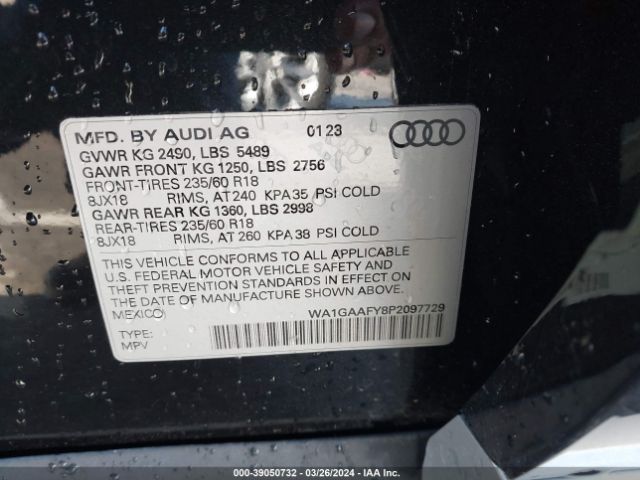 MFD. BY AUDI AG 01 23
GVWR KG 2490, LBS 5489
GAWR FRONT KG 1250, LBS 2756
FRONT-TIRES 235/60 R18
8JX18 RIMS, AT 240 KPA 35 PSI COLD
GAWR REAR KG 1360, LBS 2998
REAR-TIRES 235/60 R18
8JX18 RIMS, AT 260 KPA 38 PSI COLD
THIS VEHICLE CONFORMS TO ALL APPLICABLE
U.S. FEDERAL MOTOR VEHICLE SAFETY AND
THEFT PREVENTION STANDARDS IN EFFECT ON
THE DATE OF MANUFACTURE SHOWN ABOVE.
MEXICO WA1GAAFY8P2097729
TYPE:
MPV
000-39050732 - 03/26/2024 - IAA Inc.